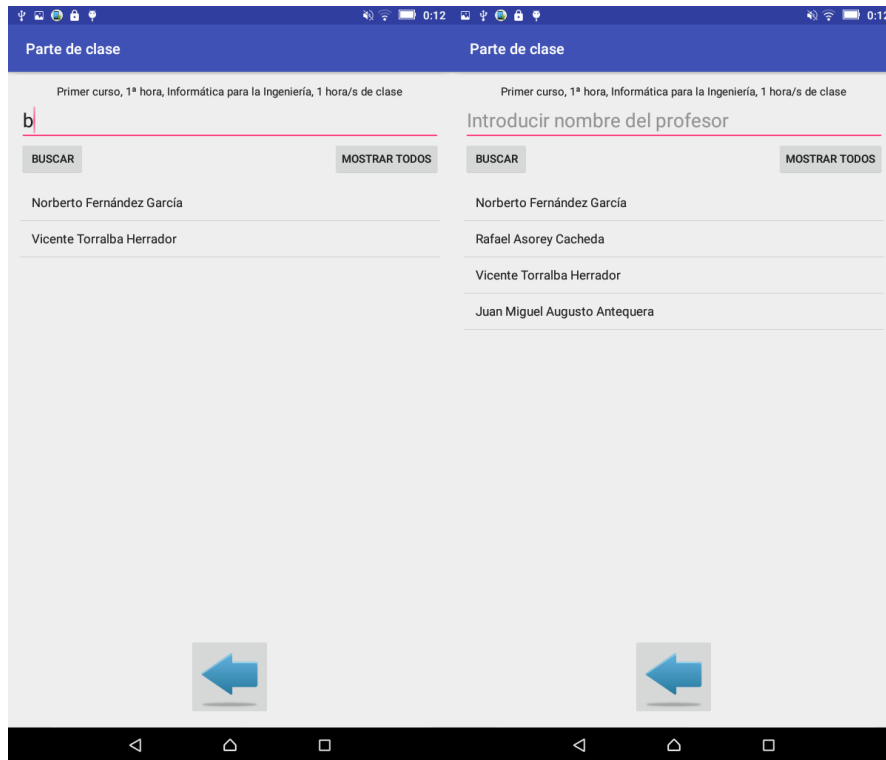 0:12
Parte de clase
Primer curso, 1ª hora, Informática para la Ingeniería, 1 hora/s de clase
b
BUSCAR
MOSTRAR TODOS
Norberto Fernández García
Vicente Torralba Herrador
0:12
Parte de clase
Primer curso, 1ª hora, Informática para la Ingeniería, 1 hora/s de clase
Introducir nombre del profesor
BUSCAR
MOSTRAR TODOS
Norberto Fernández García
Rafael Asorey Cacheda
Vicente Torralba Herrador
Juan Miguel Augusto Antequera